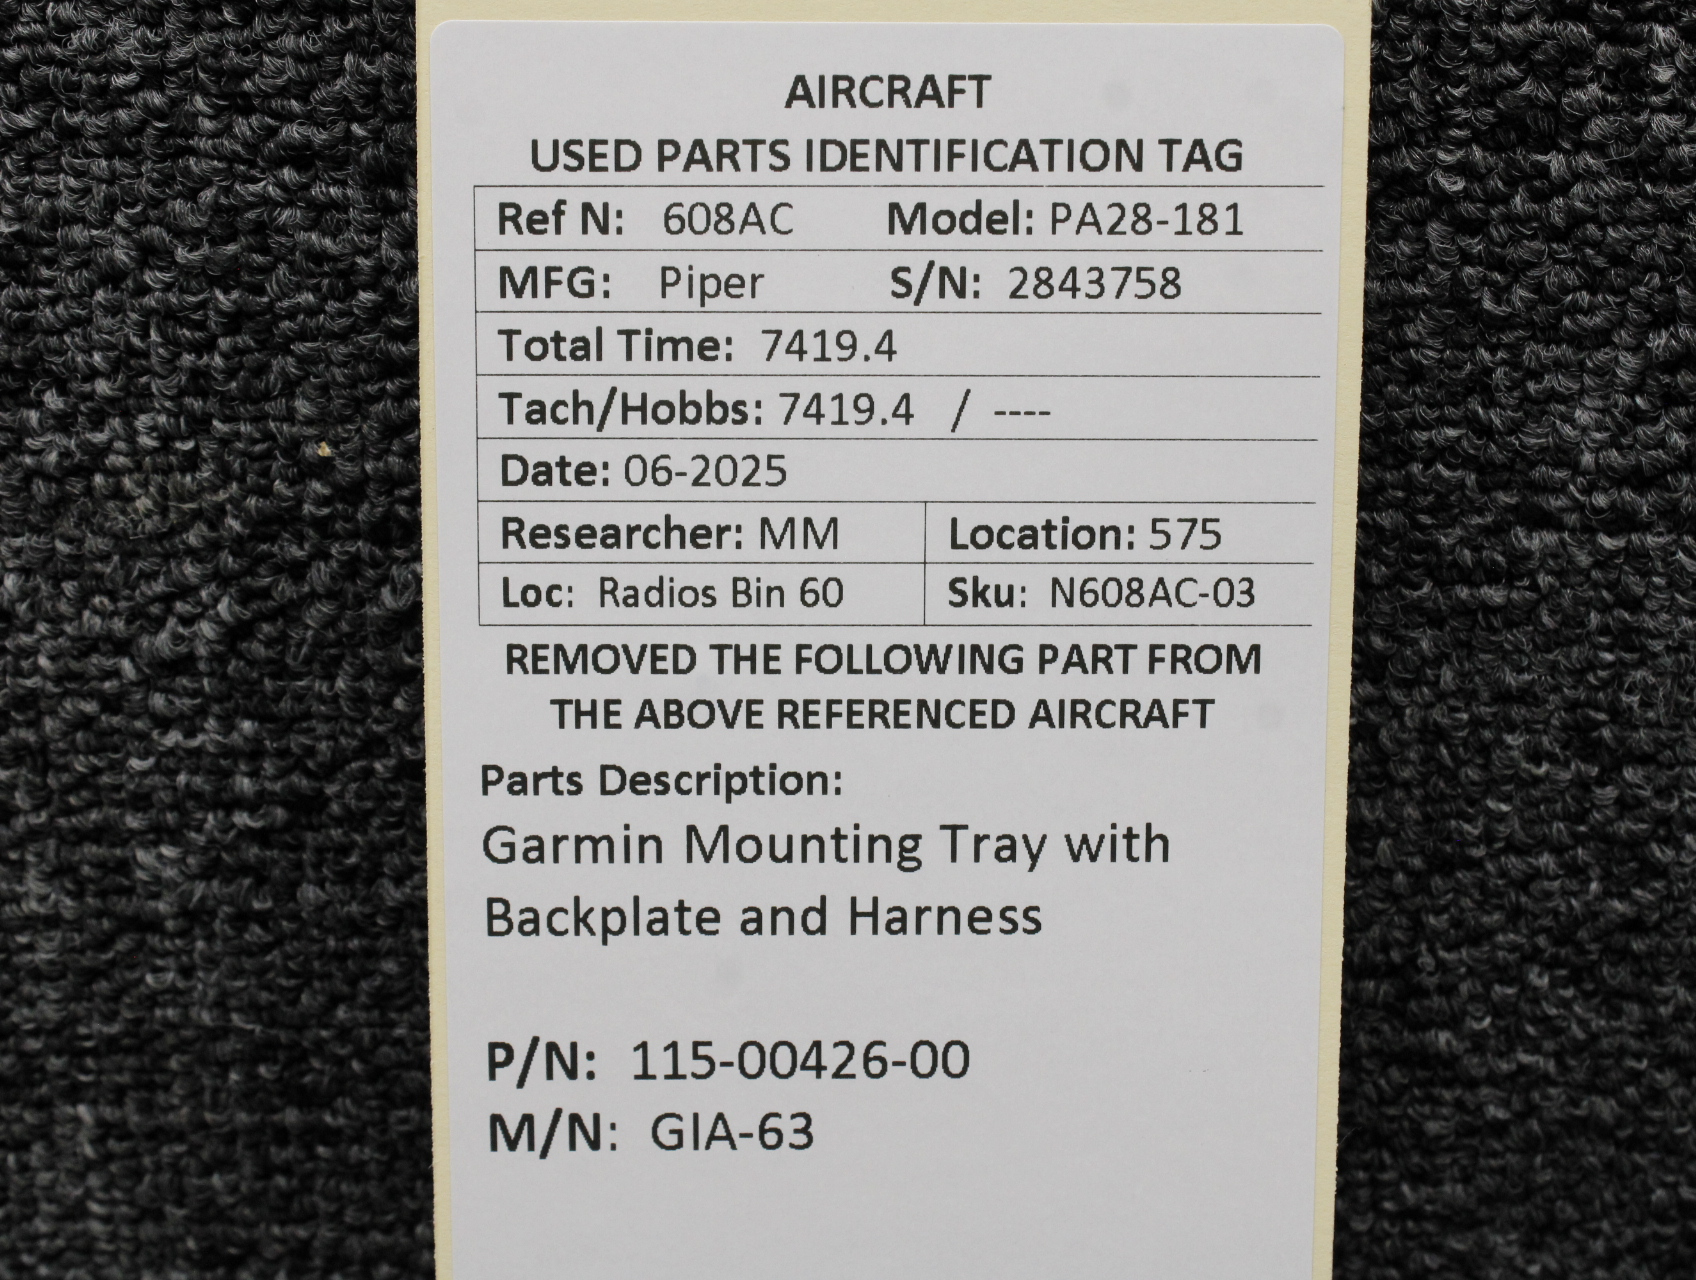 AIRCRAFT
USED PARTS IDENTIFICATION TAG
Ref N: 608AC Model: PA28-181
MFG: Piper S/N: 2843758
Total Time: 7419.4
Tach/Hobbs: 7419.4 / ----
Date: 06-2025
Researcher: MM Location: 575
Loc: Radios Bin 60 Sku: N608AC-03
REMOVED THE FOLLOWING PART FROM
THE ABOVE REFERENCED AIRCRAFT
Parts Description:
Garmin Mounting Tray with
Backplate and Harness
P/N: 115-00426-00
M/N: GIA-63